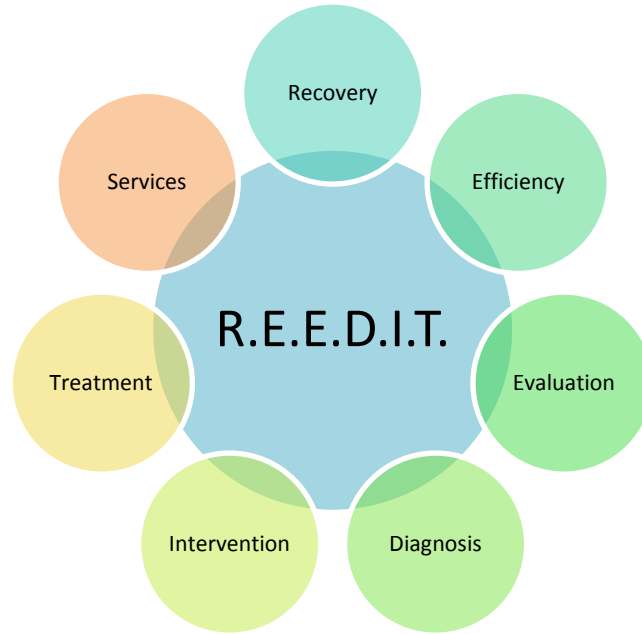 Recovery
Efficiency
Evaluation
Diagnosis
Intervention
Treatment
Services
R.E.E.D.I.T.